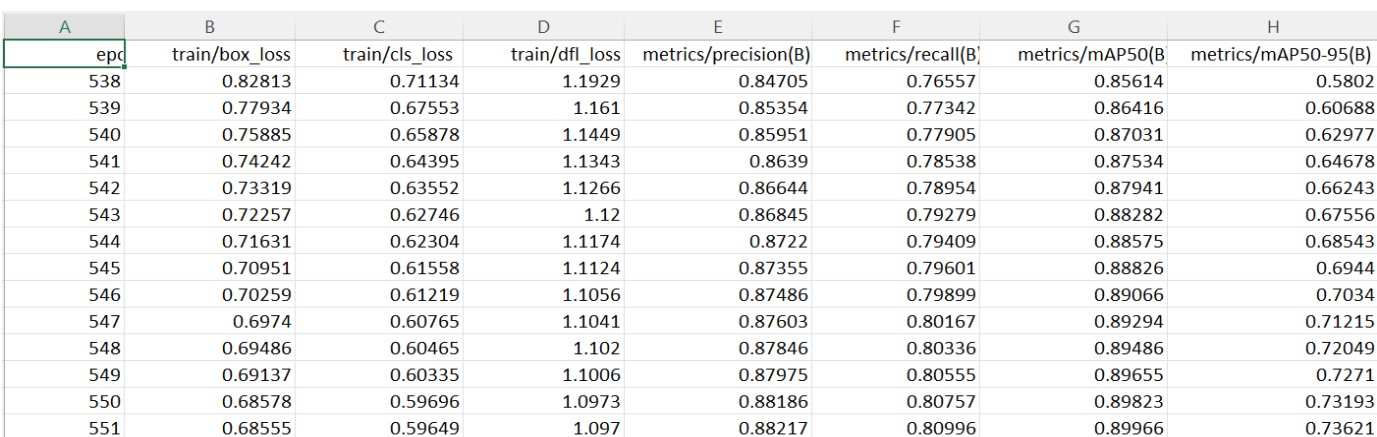 A B C D E F G H
epc train/box_loss train/cls_loss train/dfl_loss metrics/precision(B) metrics/recall(B) metrics/mAP50(B metrics/mAP50-95(B)
538 0.82813 0.71134 1.1929 0.84705 0.76557 0.85614 0.5802
539 0.77934 0.67553 1.161 0.85354 0.77342 0.86416 0.60688
540 0.75885 0.65878 1.1449 0.85951 0.77905 0.87031 0.62977
541 0.74242 0.64395 1.1343 0.8639 0.78538 0.87534 0.64678
542 0.73319 0.63552 1.1266 0.86644 0.78954 0.87941 0.66243
543 0.72257 0.62746 1.12 0.86845 0.79279 0.88282 0.67556
544 0.71631 0.62304 1.1174 0.8722 0.79409 0.88575 0.68543
545 0.70951 0.61558 1.1124 0.87355 0.79601 0.88826 0.6944
546 0.70259 0.61219 1.1056 0.87486 0.79899 0.89066 0.7034
547 0.6974 0.60765 1.1041 0.87603 0.80167 0.89294 0.71215
548 0.69486 0.60465 1.102 0.87846 0.80336 0.89486 0.72049
549 0.69137 0.60335 1.1006 0.87975 0.80555 0.89655 0.7271
550 0.68578 0.59696 1.0973 0.88186 0.80757 0.89823 0.73193
551 0.68555 0.59649 1.097 0.88217 0.80996 0.89966 0.73621